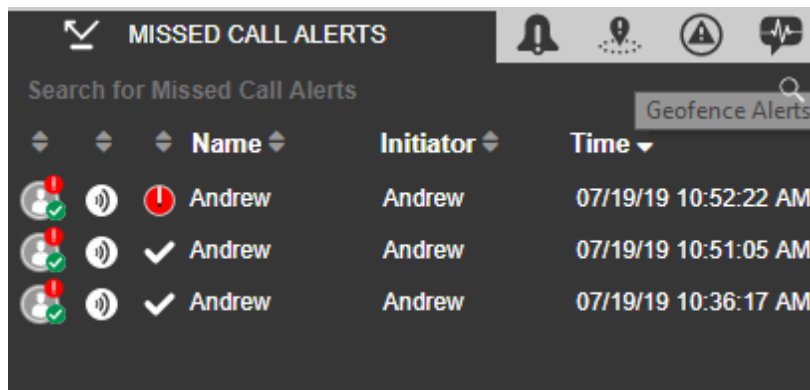 MISSED CALL ALERTS
Search for Missed Call Alerts
Geofence Alerts
Name Initiator Time
Andrew Andrew 07/19/19 10:52:22 AM
Andrew Andrew 07/19/19 10:51:05 AM
Andrew Andrew 07/19/19 10:36:17 AM